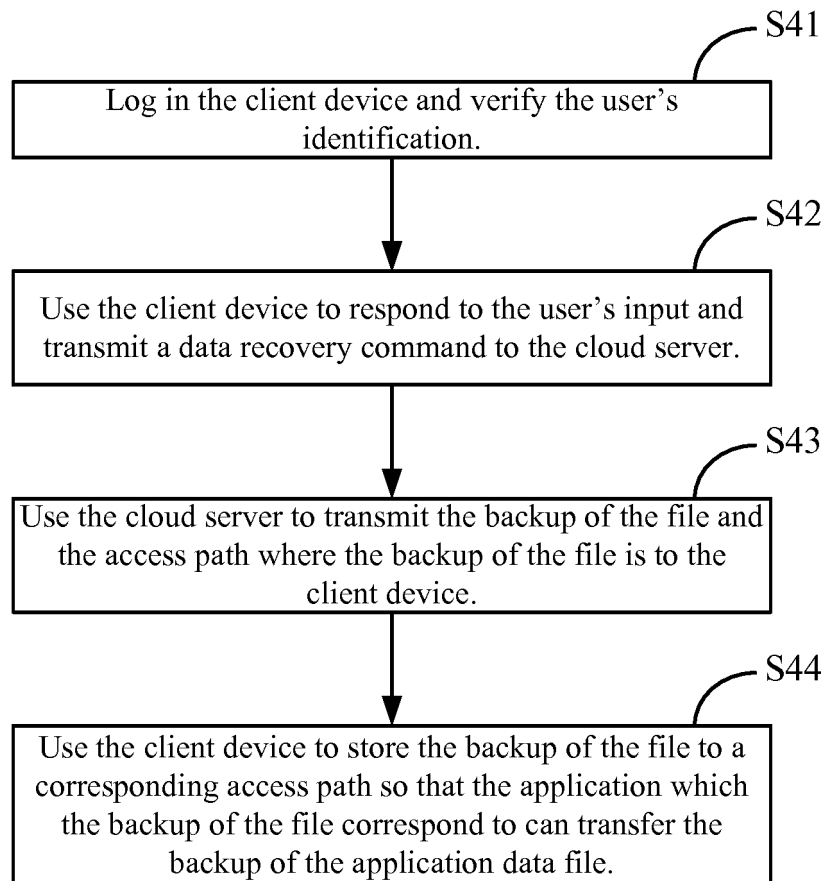 S41
Log in the client device and verify the user's
identification.
S42
Use the client device to respond to the user's input and
transmit a data recovery command to the cloud server.
S43
Use the cloud server to transmit the backup of the file and
the access path where the backup of the file is to the
client device.
S44
Use the client device to store the backup of the file to a
corresponding access path so that the application which
the backup of the file correspond to can transfer the
backup of the application data file.